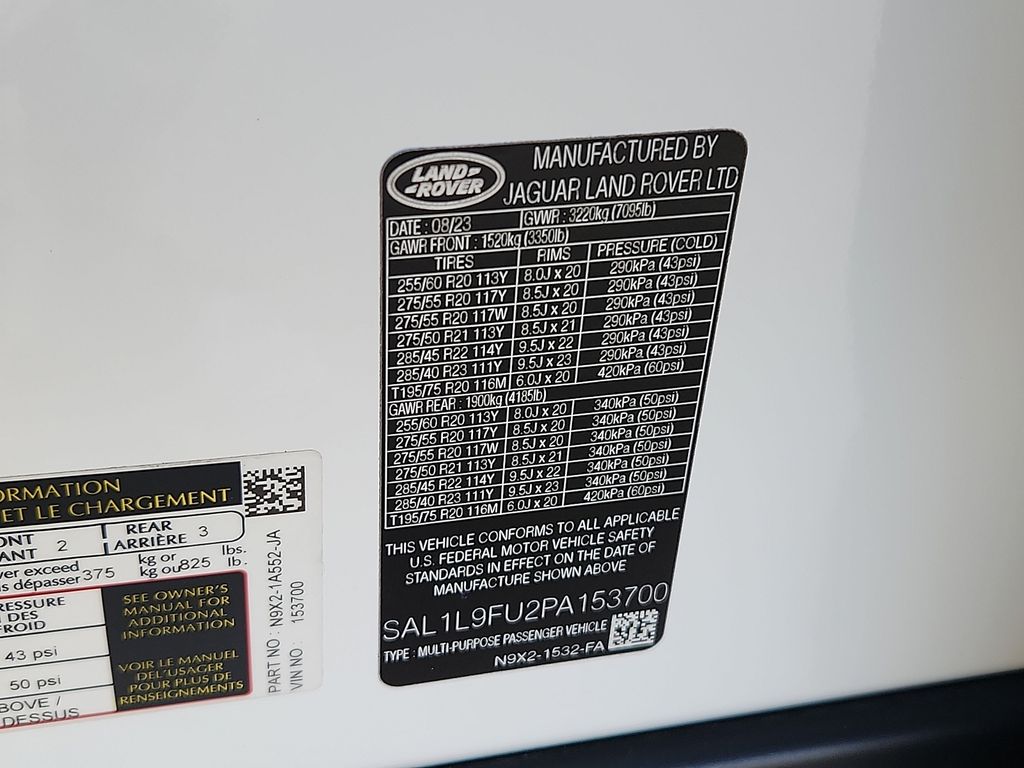 LAND-
-ROVER
MANUFACTURED BY
JAGUAR LAND ROVER LTD
DATE : 08/23 GVWR : 3220kg (7095lb)
GAWR FRONT : 1520kg (3350lb)
TIRES RIMS PRESSURE (COLD)
255/60 R20 113Y 8.0J x 20 290kPa (43psi)
275/55 R20 117Y 8.5J x 20 290kPa (43psi)
275/55 R20 117W 8.5J x 20 290kPa (43psi)
275/50 R21 113Y 8.5J x 21 290kPa (43psi)
285/45 R22 114Y 9.5J x 22 290kPa (43psi)
285/40 R23 111Y 9.5J x 23 290kPa (43psi)
T195/75 R20 116M 6.0J x 20 420kPa (60psi)
GAWR REAR : 1900kg (4185lb)
255/60 R20 113Y 8.0J x 20 340kPa (50psi)
275/55 R20 117Y 8.5J x 20 340kPa (50psi)
275/55 R20 117W 8.5J x 20 340kPa (50psi)
275/50 R21 113Y 8.5J x 21 340kPa (50psi)
285/45 R22 114Y 9.5J x 22 340kPa (50psi)
285/40 R23 111Y 9.5J x 23 340kPa (50psi)
T195/75 R20 116M 6.0J x 20 420kPa (60psi)
THIS VEHICLE CONFORMS TO ALL APPLICABLE
U.S. FEDERAL MOTOR VEHICLE SAFETY
STANDARDS IN EFFECT ON THE DATE OF
MANUFACTURE SHOWN ABOVE
SAL1L9FU2PA153700
TYPE : MULTI-PURPOSE PASSENGER VEHICLE
N9X2-1532-FA
ORMATION
ET LE CHARGEMENT
ONT
ANT 2
REAR
ARRIÈRE 3
ver exceed
s dépasser 375 kg or
kg ou 825 lbs.
lb.
RESSURE
N DES
FROID
43 psi
50 psi
BOVE /
DESSUS
SEE OWNER'S
MANUAL FOR
ADDITIONAL
INFORMATION
VOIR LE MANUEL
DEL'USAGER
POUR PLUS DE
RENSEIGNEMENTS
PART NO : N9X2-1A552-JA
VIN NO : 153700